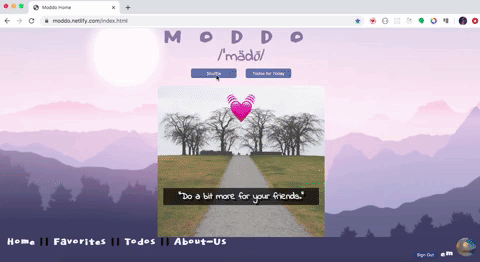 Moddo Home
moddo.netlify.com/index.html
M o D D o
/ˈmädō/
Shuffle
Todos for Today
"Do a bit more for your friends."
Home || Favorites || Todos || About-Us
Sign Out
em